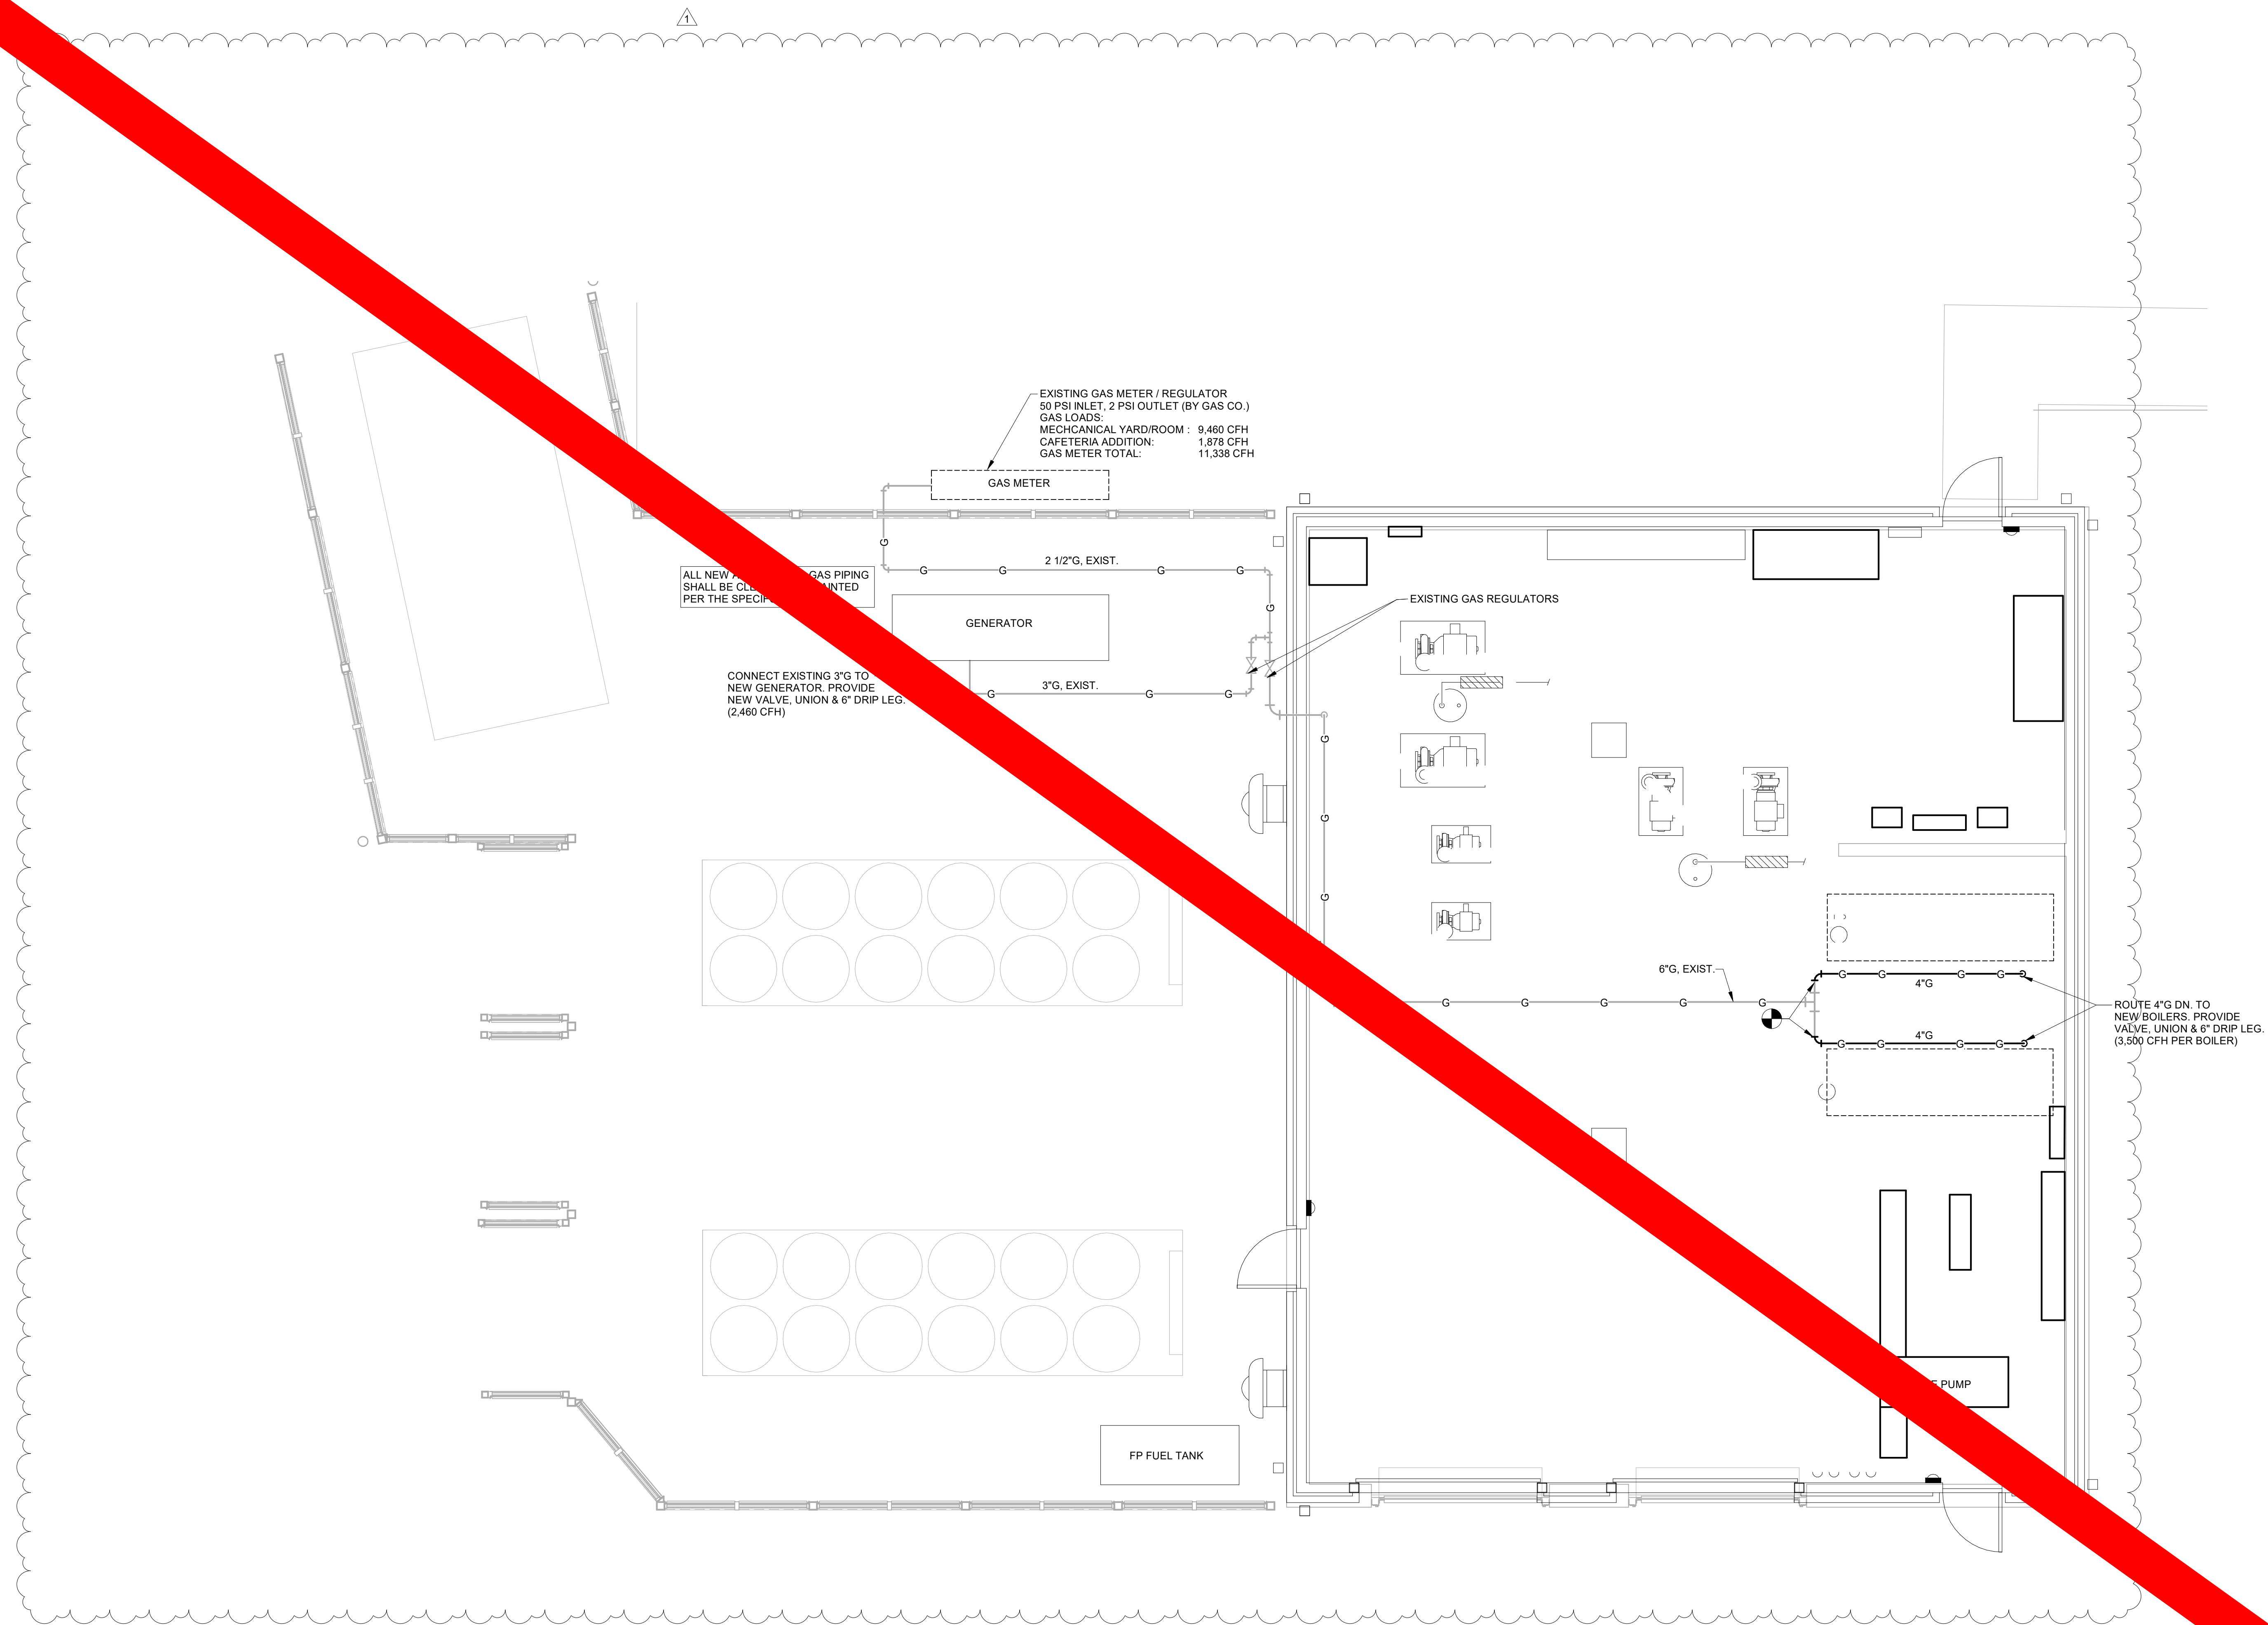 1
EXISTING GAS METER / REGULATOR
50 PSI INLET, 2 PSI OUTLET (BY GAS CO.)
GAS LOADS:
MECHCANICAL YARD/ROOM : 9,460 CFH
CAFETERIA ADDITION: 1,878 CFH
GAS METER TOTAL: 11,338 CFH
GAS METER
G
2 1/2"G, EXIST.
G G G G
ALL NEW GAS PIPING
SHALL BE
PER THE
GENERATOR
G
EXISTING GAS REGULATORS
CONNECT EXISTING 3"G TO
NEW GENERATOR. PROVIDE
NEW VALVE, UNION & 6" DRIP LEG.
(2,460 CFH)
3"G, EXIST.
G G G
G
G
G
6"G, EXIST.
G G G G G
G G G G
4"G
4"G
G G G G
ROUTE 4"G DN. TO
NEW BOILERS. PROVIDE
VALVE, UNION & 6" DRIP LEG.
(3,500 CFH PER BOILER)
PUMP
FP FUEL TANK